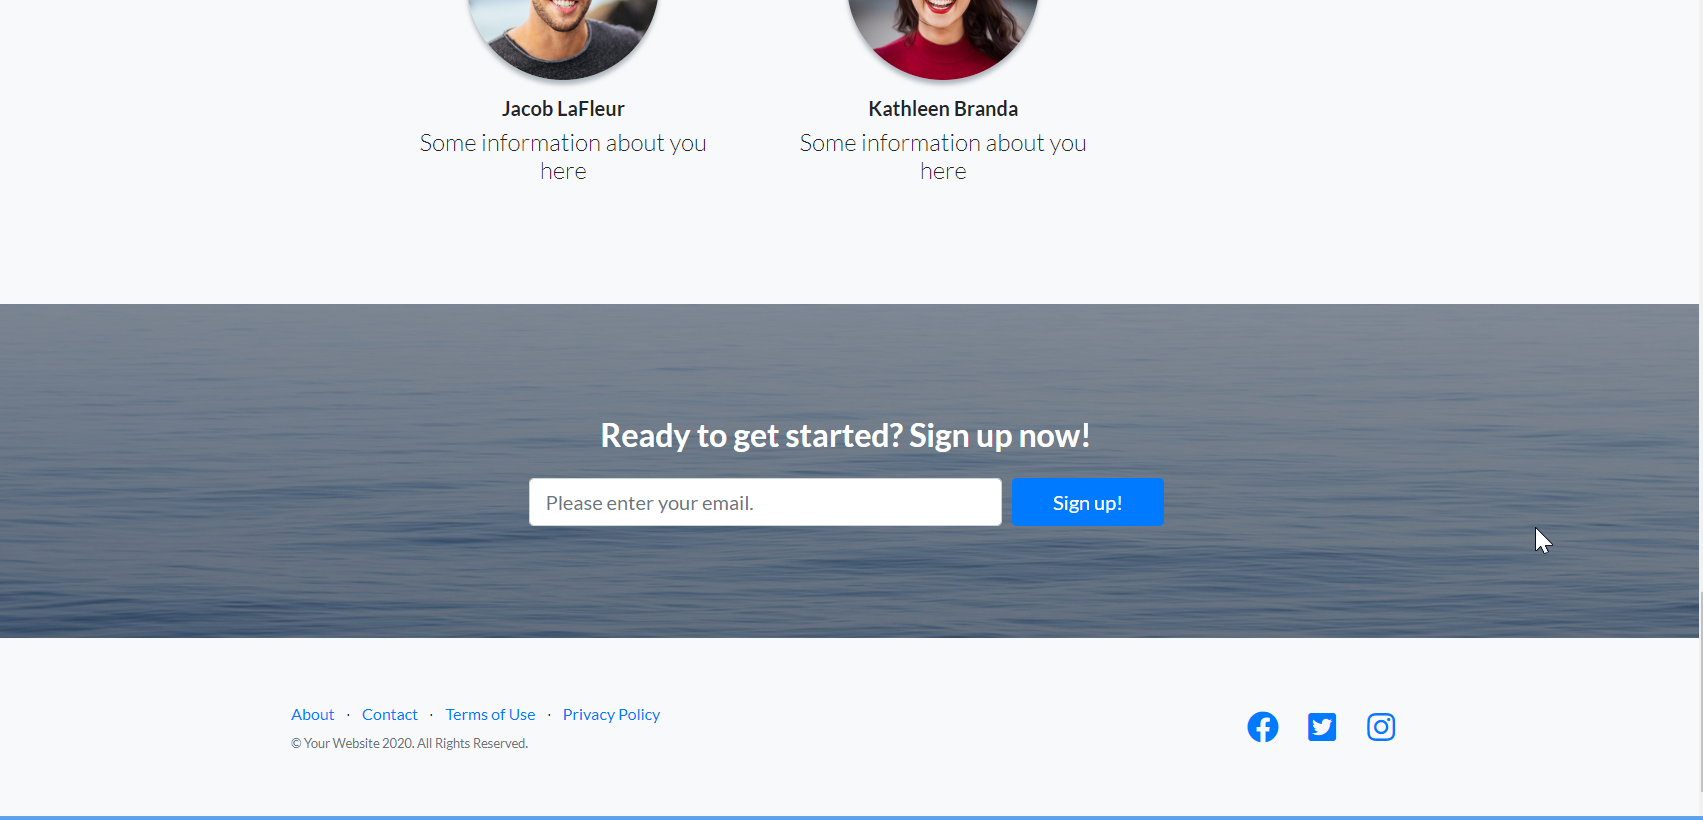 Jacob LaFleur
Some information about you
here
Kathleen Branda
Some information about you
here
Ready to get started? Sign up now!
Please enter your email.
Sign up!
About · Contact · Terms of Use · Privacy Policy
© Your Website 2020. All Rights Reserved.